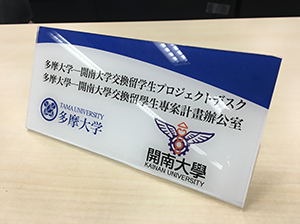 多摩大学—開南大学交換留学生プロジェクトデスク
多摩大學—開南大學交換留學生專案計畫辦公室
TAMA UNIVERSITY
多摩大学
開南大學
KAINAN UNIVERSITY